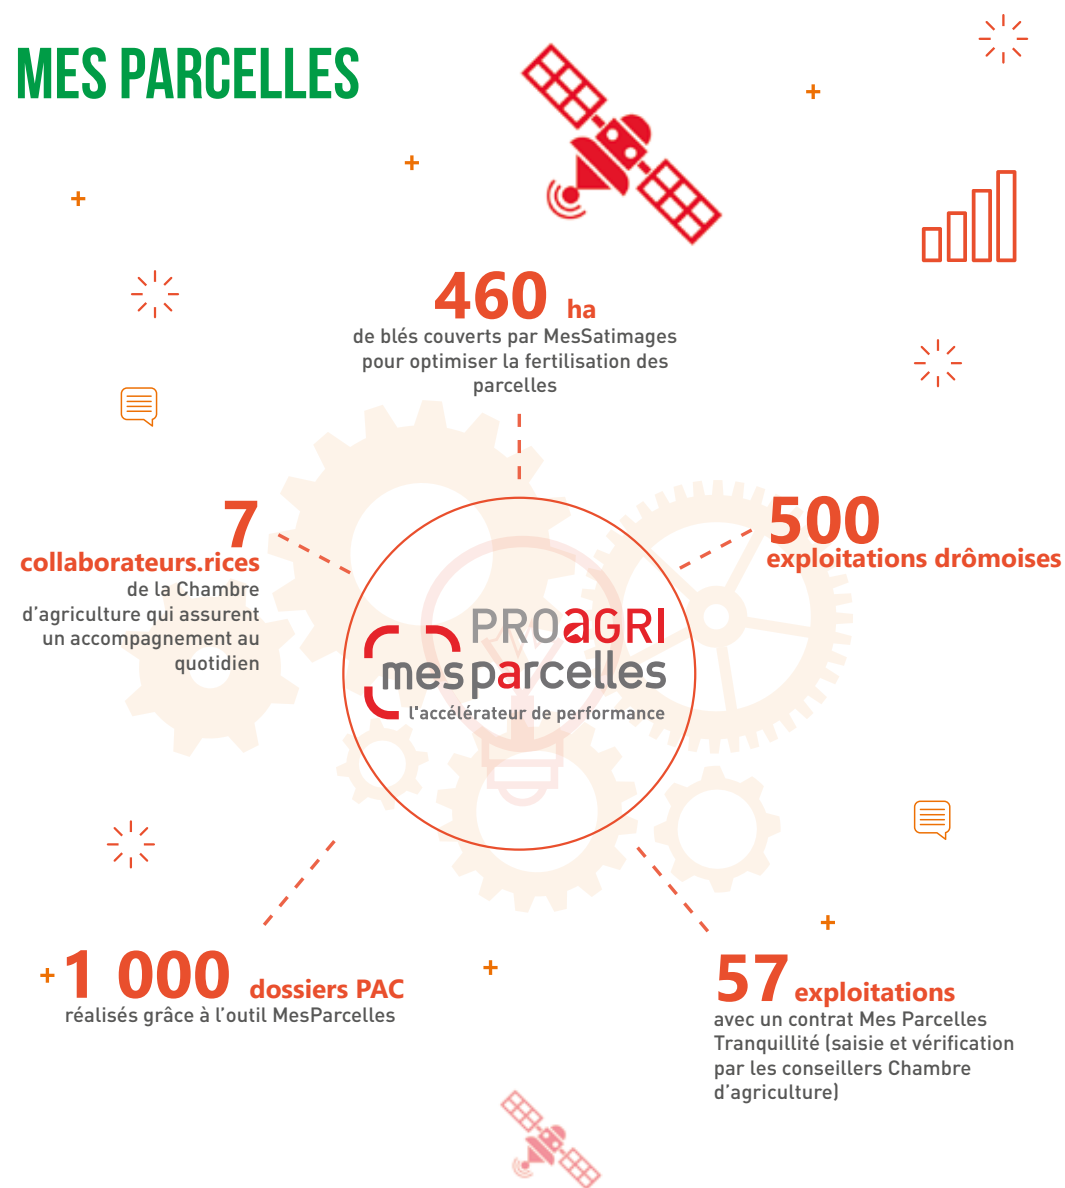 MES PARCELLES
460 ha
de blés couverts par MesSatimages
pour optimiser la fertilisation des
parcelles
7
collaborateurs.rices
de la Chambre
d'agriculture qui assurent
un accompagnement au
quotidien
500
exploitations drômoises
PROAGRI
mesparcelles
l'accélérateur de performance
1 000 dossiers PAC
réalisés grâce à l'outil MesParcelles
57 exploitations
avec un contrat Mes Parcelles
Tranquillité (saisie et vérification
par les conseillers Chambre
d'agriculture)